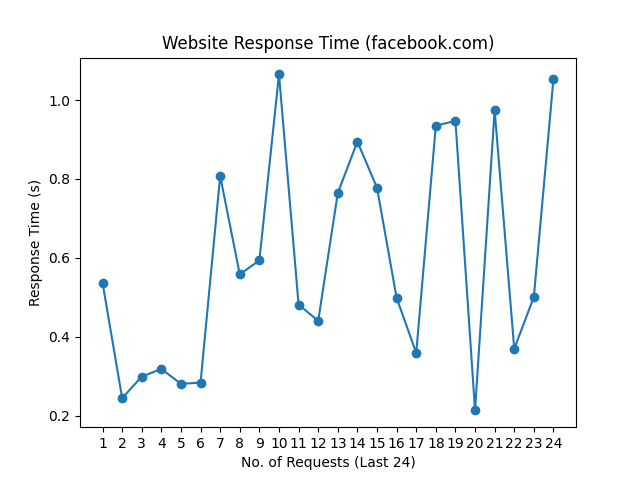 Website Response Time (facebook.com)
Response Time (s)
1.0
0.8
0.6
0.4
0.2
1 2 3 4 5 6 7 8 9 10 11 12 13 14 15 16 17 18 19 20 21 22 23 24
No. of Requests (Last 24)